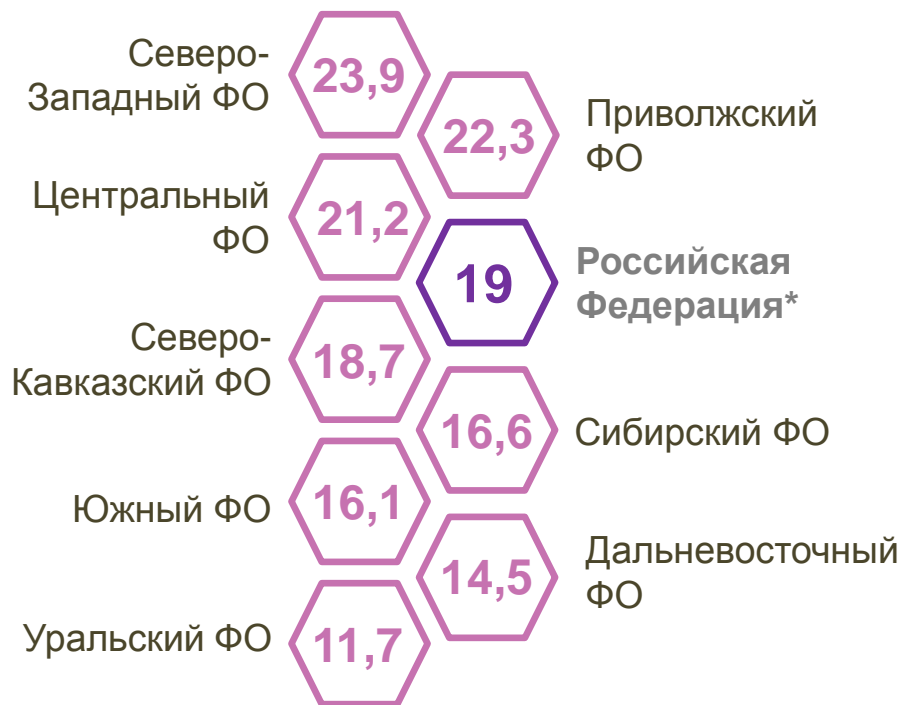 Северо-
Западный ФО
23,9
22,3
Приволжский
ФО
Центральный
ФО
21,2
19
Российская
Федерация*
Северо-
Кавказский ФО
18,7
16,6
Сибирский ФО
Южный ФО
16,1
14,5
Дальневосточный
ФО
Уральский ФО
11,7